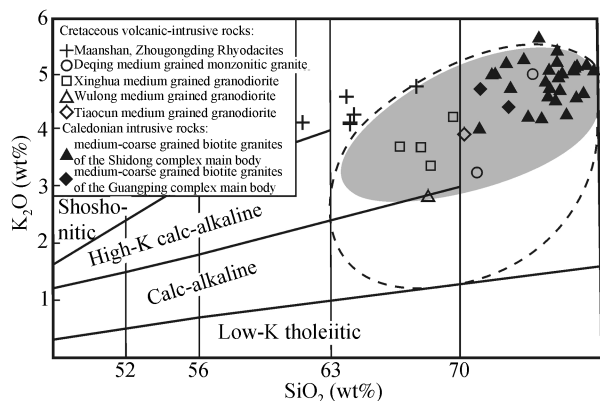 6
5
4
3
2
1
K2O (wt%)
Cretaceous volcanic-intrusive rocks:
Maanshan, Zhougongding Rhyodacites
Deqing medium grained monzonitic granite
Xinghua medium grained granodiorite
Wulong medium grained granodiorite
Tiaocun medium grained granodiorite
Caledonian intrusive rocks:
medium-coarse grained biotite granites
of the Shidong complex main body
medium-coarse grained biotite granites
of the Guangping complex main body
Shosho-
nitic
High-K calc-alkaline
Calc-alkaline
Low-K tholeiitic
52 56 63 70
SiO2 (wt%)